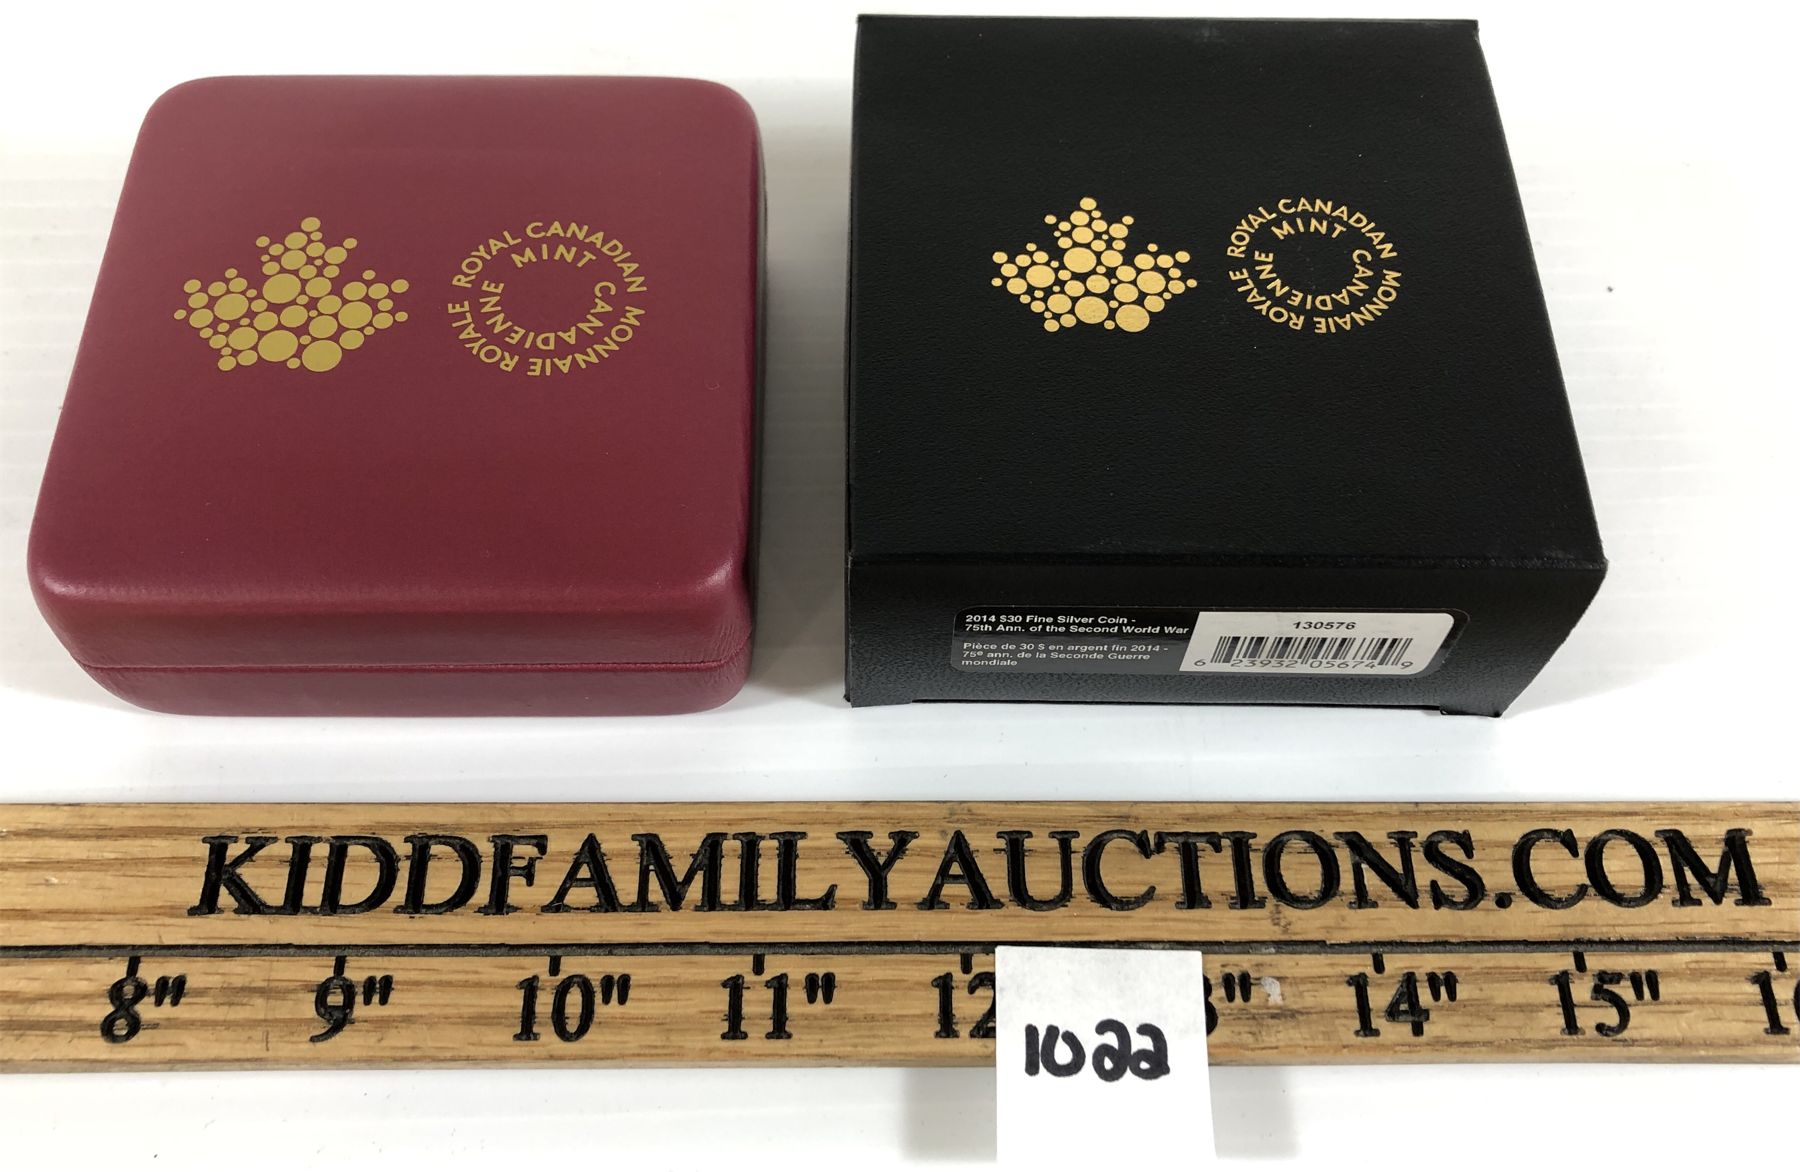 ROYAL CANADIAN MINT
MONNAIE ROYALE CANADIENNE
ROYAL CANADIAN MINT
MONNAIE ROYALE CANADIENNE
2014 $30 Fine Silver Coin -
75th Ann. of the Second World War
Pièce de 30 $ en argent fin 2014 -
75e ann. de la Seconde Guerre
mondiale
130576
6 23932 05674 9
KIDDFAMILYAUCTIONS.COM
8" 9" 10" 11" 12 3" 14" 15" 16
1022